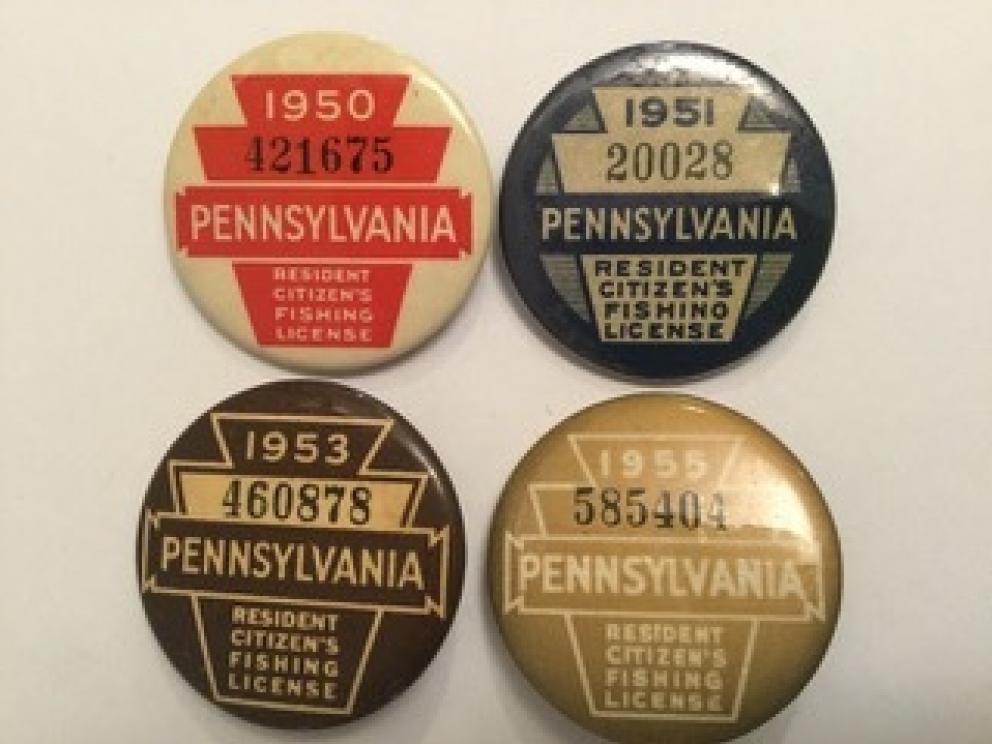 1950
421675
PENNSYLVANIA
RESIDENT
CITIZEN'S
FISHING
LICENSE
1951
20028
PENNSYLVANIA
RESIDENT
CITIZEN'S
FISHING
LICENSE
1953
460878
PENNSYLVANIA
RESIDENT
CITIZEN'S
FISHING
LICENSE
1955
585404
PENNSYLVANIA
RESIDENT
CITIZEN'S
FISHING
LICENSE